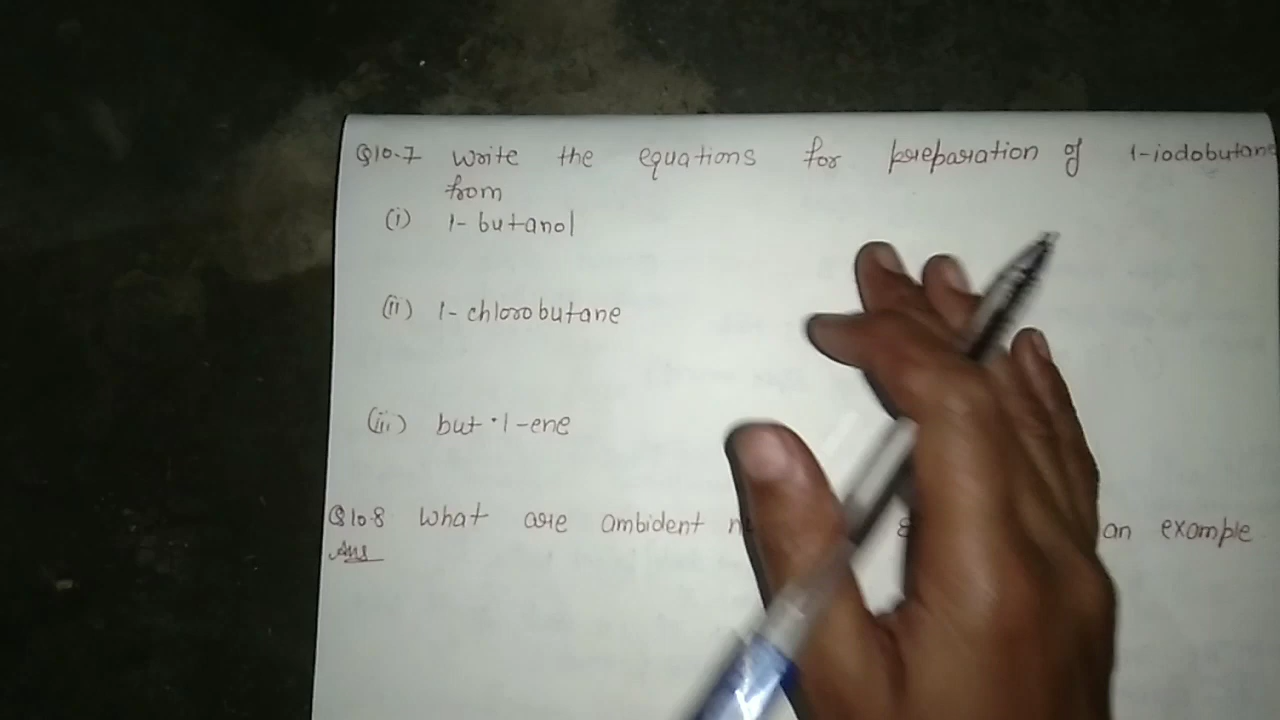 Q10.7 Write the equations for preparation of 1-iodobutane
from
(i) 1-butanol
(ii) 1-chlorobutane
(iii) but-1-ene
Q10.8 What are ambident an example
Ans